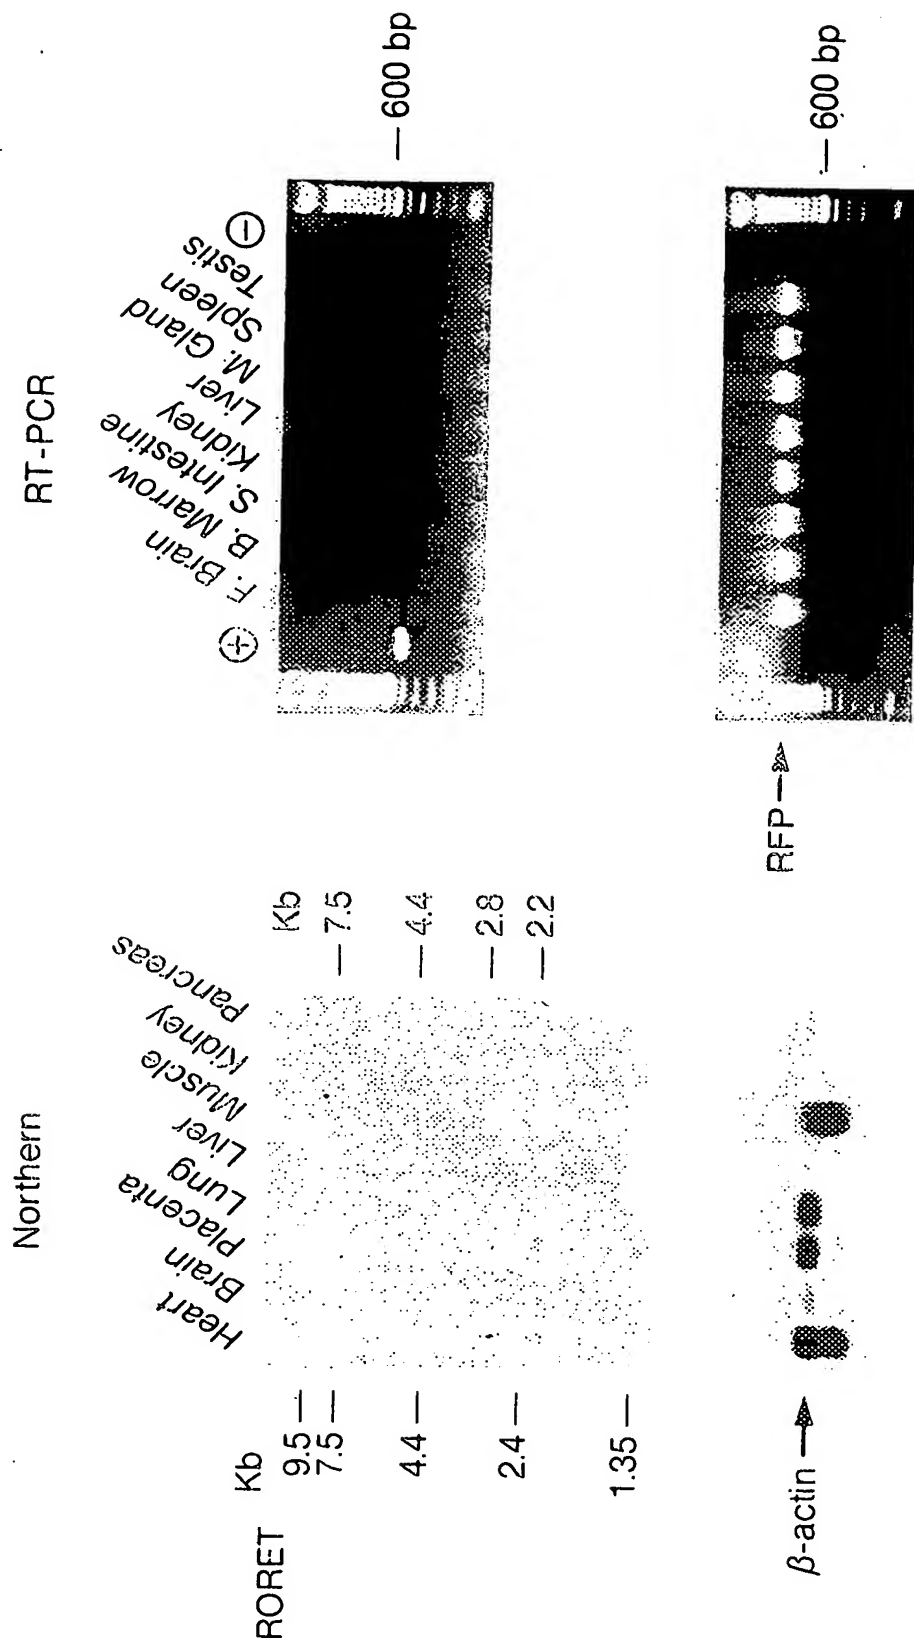 Northern
RT-PCR
RORET
Kb
9.5
7.5
4.4
2.4
1.35
Heart
Brain
Placenta
Lung
Liver
Muscle
Kidney
Pancreas
Kb
7.5
4.4
2.8
2.2
+
F. Brain
B. Marrow
S. Intestine
Kidney
Liver
M. Gland
Spleen
Testis
−
600 bp
β-actin
RFP
600 bp